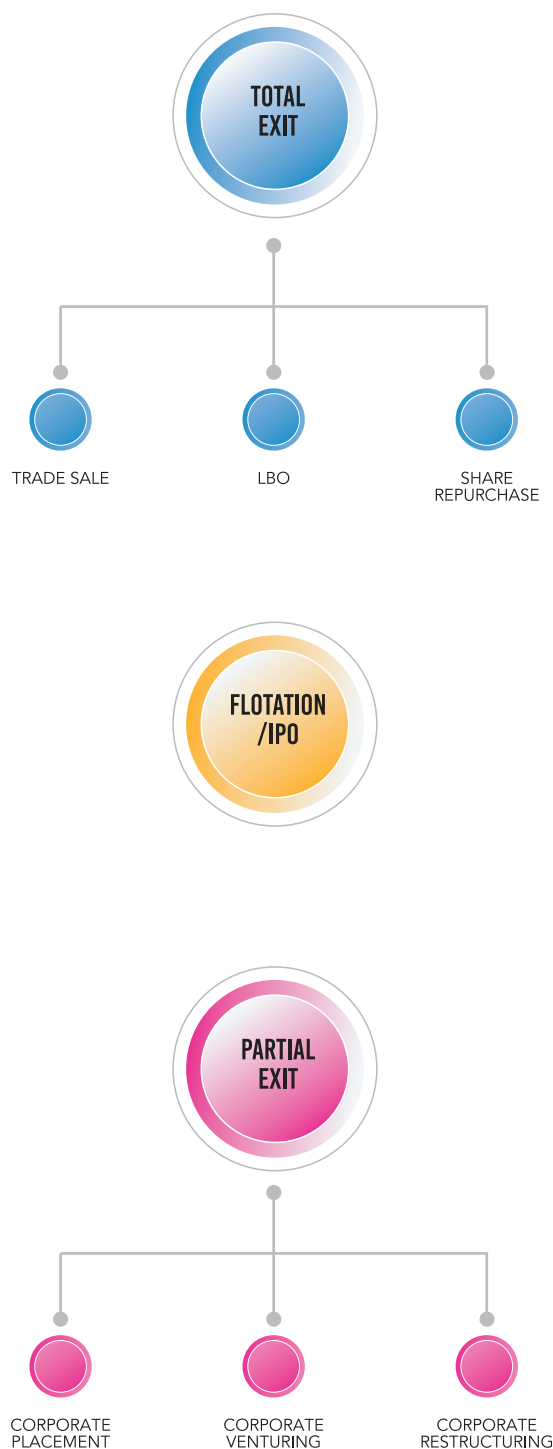 TOTAL
EXIT
TRADE SALE
LBO
SHARE
REPURCHASE
FLOTATION
/IPO
PARTIAL
EXIT
CORPORATE
PLACEMENT
CORPORATE
VENTURING
CORPORATE
RESTRUCTURING